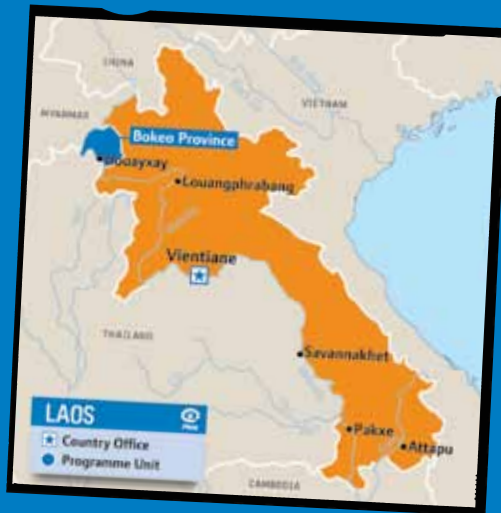 CHINA
MYANMAR
VIETNAM
Bokeo Province
Louangphrabang
Vientiane
THAILAND
Savannakhet
LAOS
Country Office
Programme Unit
Pakxe
Attapu
CAMBODIA